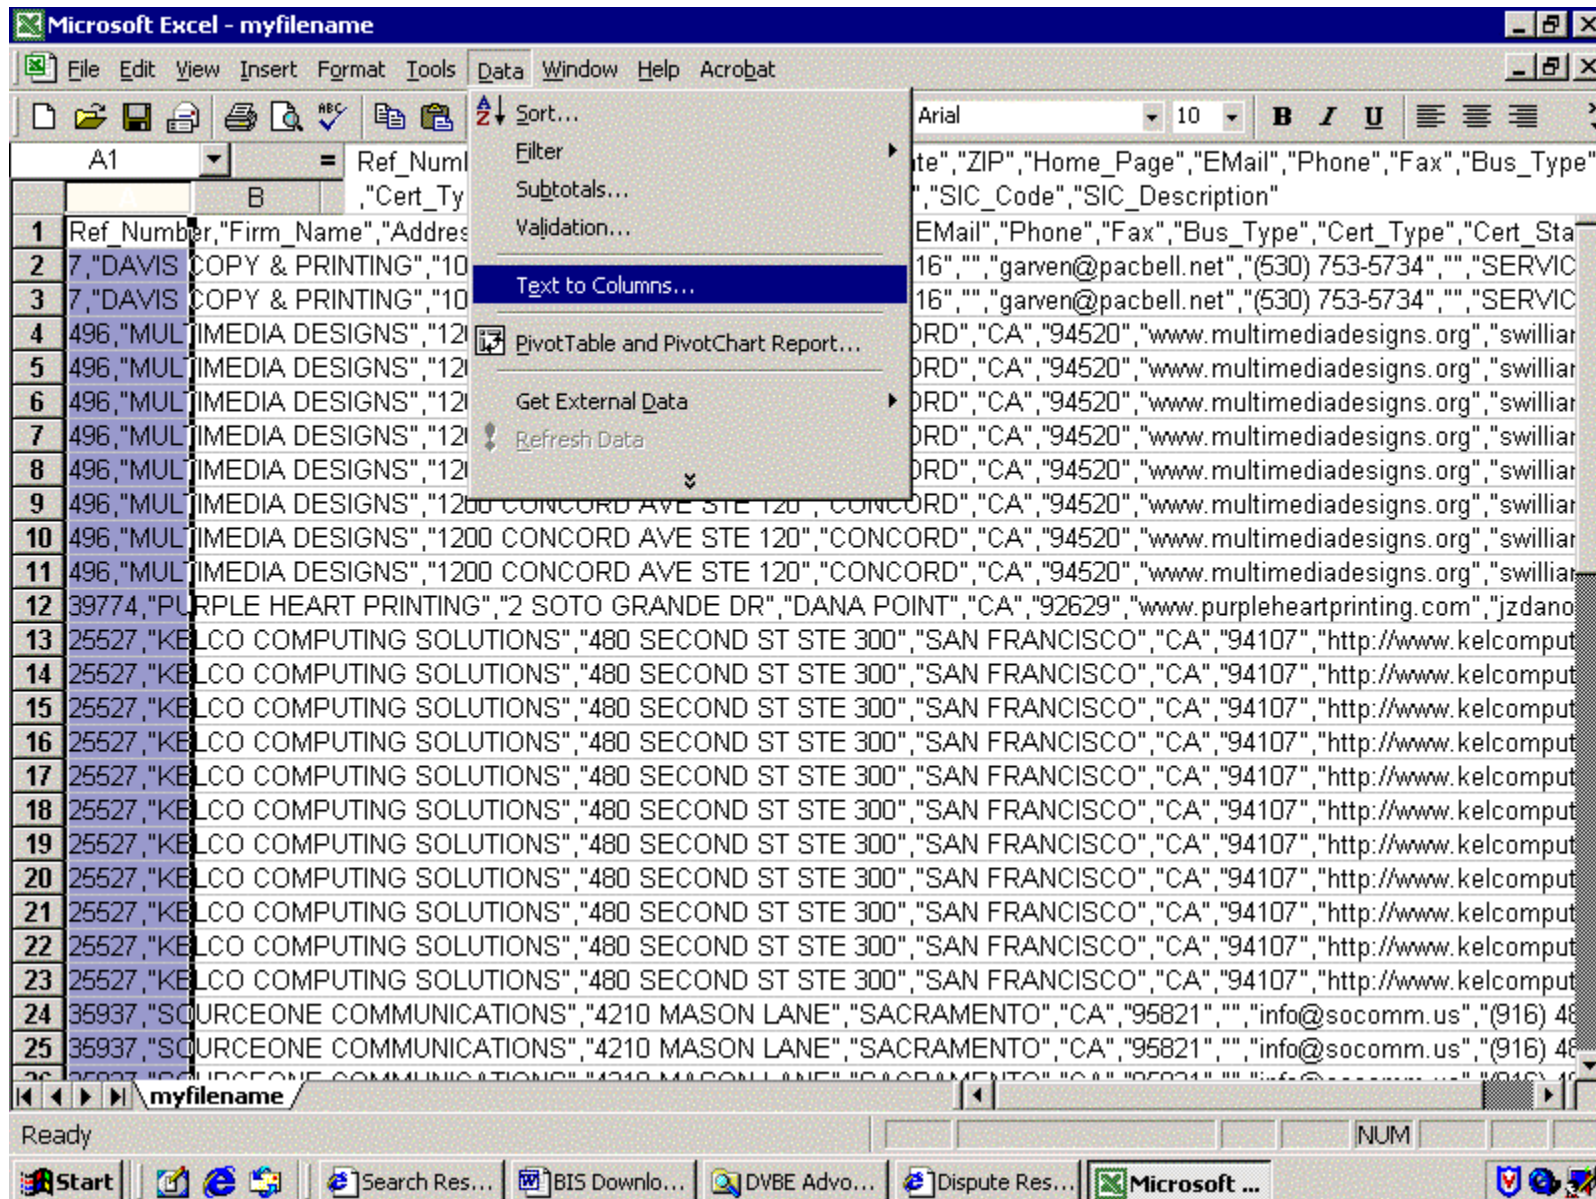 Microsoft Excel - myfilename
File Edit View Insert Format Tools Data Window Help Acrobat
Arial 10 B I U
A1 = Ref_Numl te","ZIP","Home_Page","EMail","Phone","Fax","Bus_Type"
,"Cert_Ty ","SIC_Code","SIC_Description"
A B
Sort...
Filter
Subtotals...
Validation...
Text to Columns...
PivotTable and PivotChart Report...
Get External Data
Refresh Data
1 Ref_Number,"Firm_Name","Addres EMail","Phone","Fax","Bus_Type","Cert_Type","Cert_Sta
2 7,"DAVIS COPY & PRINTING","10 16","","garven@pacbell.net","(530) 753-5734","","SERVIC
3 7,"DAVIS COPY & PRINTING","10 16","","garven@pacbell.net","(530) 753-5734","","SERVIC
4 496,"MULTIMEDIA DESIGNS","120 ORD","CA","94520","www.multimediadesigns.org","swilliar
5 496,"MULTIMEDIA DESIGNS","120 ORD","CA","94520","www.multimediadesigns.org","swilliar
6 496,"MULTIMEDIA DESIGNS","120 ORD","CA","94520","www.multimediadesigns.org","swilliar
7 496,"MULTIMEDIA DESIGNS","120 ORD","CA","94520","www.multimediadesigns.org","swilliar
8 496,"MULTIMEDIA DESIGNS","120 ORD","CA","94520","www.multimediadesigns.org","swilliar
9 496,"MULTIMEDIA DESIGNS","1200 CONCORD AVE STE 120","CONCORD","CA","94520","www.multimediadesigns.org","swilliar
10 496,"MULTIMEDIA DESIGNS","1200 CONCORD AVE STE 120","CONCORD","CA","94520","www.multimediadesigns.org","swilliar
11 496,"MULTIMEDIA DESIGNS","1200 CONCORD AVE STE 120","CONCORD","CA","94520","www.multimediadesigns.org","swilliar
12 39774,"PURPLE HEART PRINTING","2 SOTO GRANDE DR","DANA POINT","CA","92629","www.purpleheartprinting.com","jzdano
13 25527,"KELCO COMPUTING SOLUTIONS","480 SECOND ST STE 300","SAN FRANCISCO","CA","94107","http://www.kelcomput
14 25527,"KELCO COMPUTING SOLUTIONS","480 SECOND ST STE 300","SAN FRANCISCO","CA","94107","http://www.kelcomput
15 25527,"KELCO COMPUTING SOLUTIONS","480 SECOND ST STE 300","SAN FRANCISCO","CA","94107","http://www.kelcomput
16 25527,"KELCO COMPUTING SOLUTIONS","480 SECOND ST STE 300","SAN FRANCISCO","CA","94107","http://www.kelcomput
17 25527,"KELCO COMPUTING SOLUTIONS","480 SECOND ST STE 300","SAN FRANCISCO","CA","94107","http://www.kelcomput
18 25527,"KELCO COMPUTING SOLUTIONS","480 SECOND ST STE 300","SAN FRANCISCO","CA","94107","http://www.kelcomput
19 25527,"KELCO COMPUTING SOLUTIONS","480 SECOND ST STE 300","SAN FRANCISCO","CA","94107","http://www.kelcomput
20 25527,"KELCO COMPUTING SOLUTIONS","480 SECOND ST STE 300","SAN FRANCISCO","CA","94107","http://www.kelcomput
21 25527,"KELCO COMPUTING SOLUTIONS","480 SECOND ST STE 300","SAN FRANCISCO","CA","94107","http://www.kelcomput
22 25527,"KELCO COMPUTING SOLUTIONS","480 SECOND ST STE 300","SAN FRANCISCO","CA","94107","http://www.kelcomput
23 25527,"KELCO COMPUTING SOLUTIONS","480 SECOND ST STE 300","SAN FRANCISCO","CA","94107","http://www.kelcomput
24 35937,"SOURCEONE COMMUNICATIONS","4210 MASON LANE","SACRAMENTO","CA","95821","","info@socomm.us","(916) 48
25 35937,"SOURCEONE COMMUNICATIONS","4210 MASON LANE","SACRAMENTO","CA","95821","","info@socomm.us","(916) 48
myfilename
Ready NUM
Start Search Res... BIS Downlo... DVBE Advo... Dispute Res... Microsoft ...